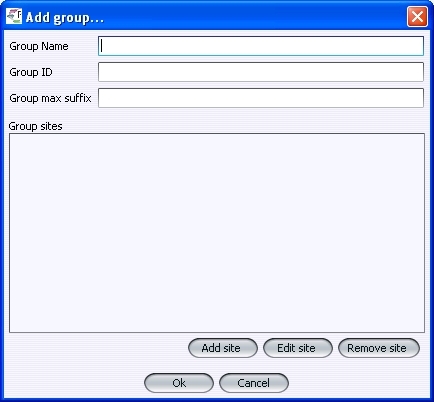 Add group...
Group Name
Group ID
Group max suffix
Group sites
Add site Edit site Remove site
Ok Cancel